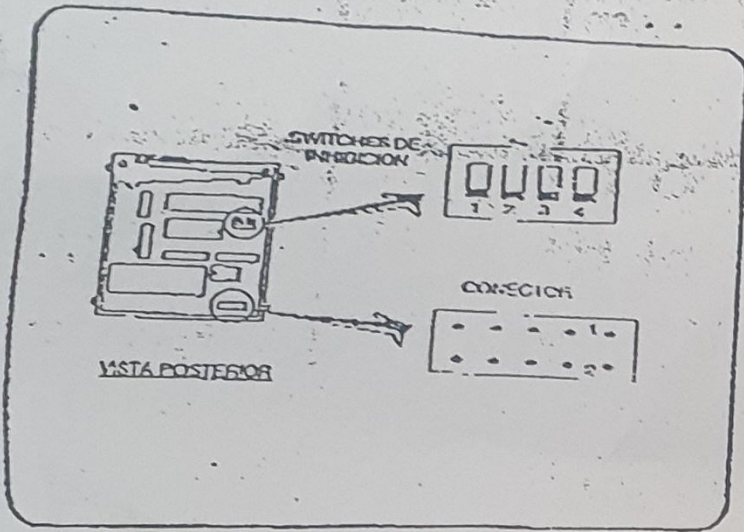 SWITCHES DE
INHIBICION
1 2 3 4
CONECTOR
1
2
VISTA POSTERIOR